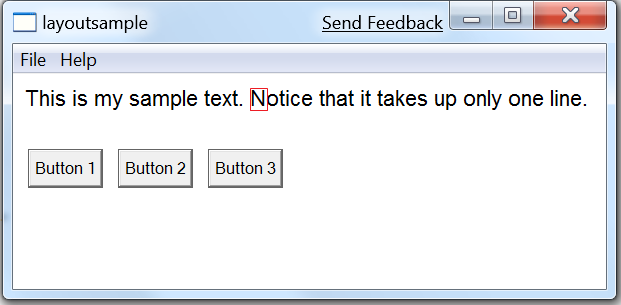 layoutsample Send Feedback
File Help
This is my sample text. Notice that it takes up only one line.
Button 1 Button 2 Button 3